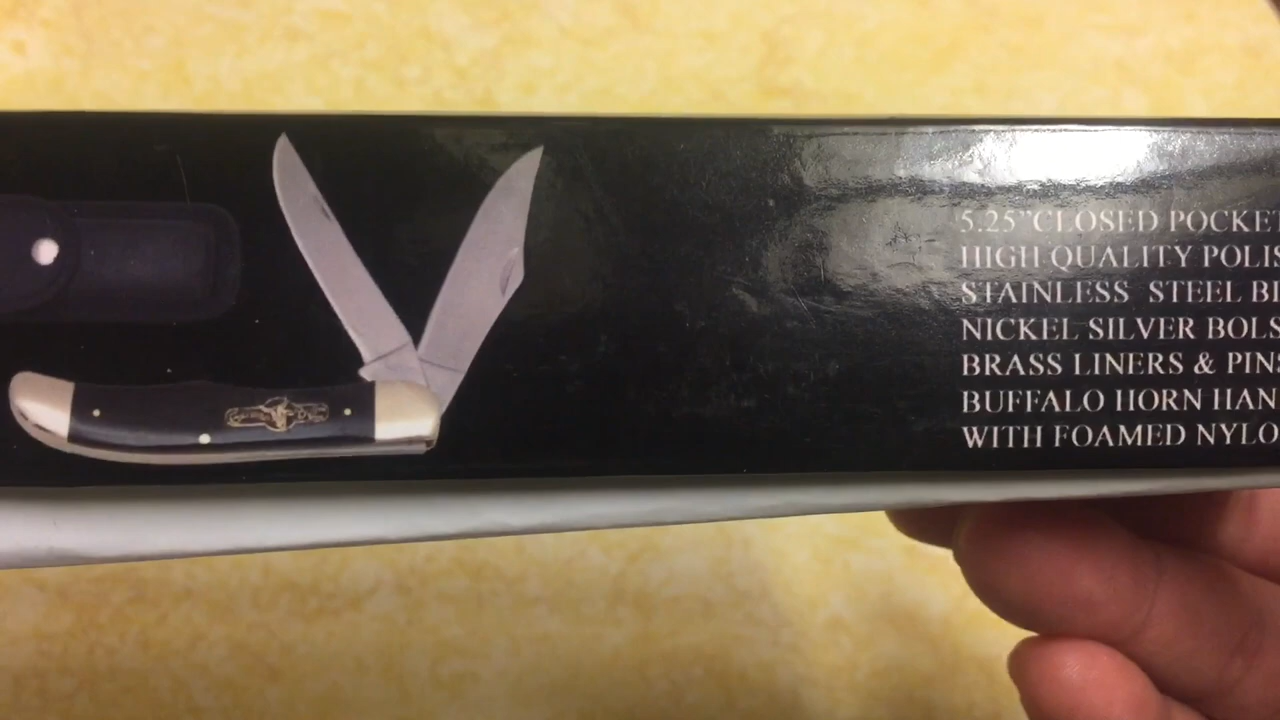 5.25"CLOSED POCKET
HIGH QUALITY POLIS
STAINLESS STEEL BL
NICKEL SILVER BOLS
BRASS LINERS & PINS
BUFFALO HORN HAN
WITH FOAMED NYLO